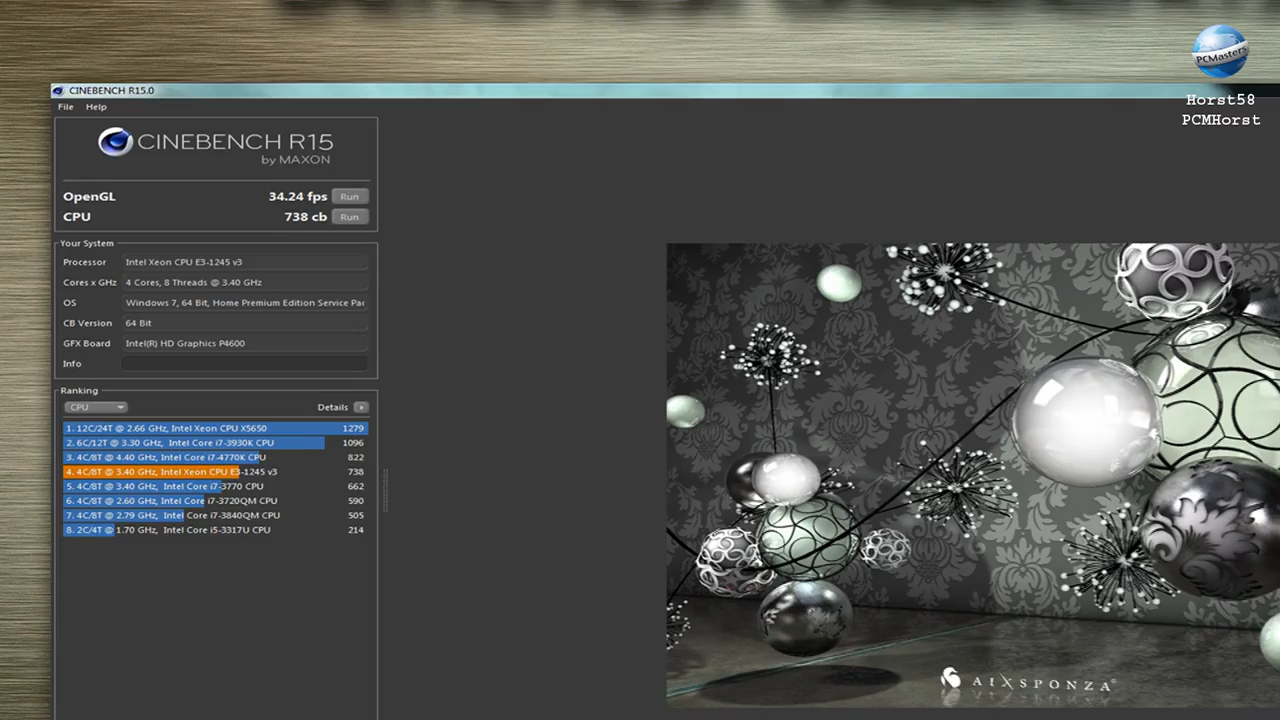 PCMasters
Horst58
PCMHorst
CINEBENCH R15.0
File Help
CINEBENCH R15
by MAXON
OpenGL 34.24 fps Run
CPU 738 cb Run
Your System
Processor Intel Xeon CPU E3-1245 v3
Cores x GHz 4 Cores, 8 Threads @ 3.40 GHz
OS Windows 7, 64 Bit, Home Premium Edition Service Pac
CB Version 64 Bit
GFX Board Intel(R) HD Graphics P4600
Info
Ranking
CPU Details
1. 12C/24T @ 2.66 GHz, Intel Xeon CPU X5650 1279
2. 6C/12T @ 3.30 GHz, Intel Core i7-3930K CPU 1096
3. 4C/8T @ 4.40 GHz, Intel Core i7-4770K CPU 822
4. 4C/8T @ 3.40 GHz, Intel Xeon CPU E3-1245 v3 738
5. 4C/8T @ 3.40 GHz, Intel Core i7-3770 CPU 662
6. 4C/8T @ 2.60 GHz, Intel Core i7-3720QM CPU 590
7. 4C/8T @ 2.79 GHz, Intel Core i7-3840QM CPU 505
8. 2C/4T @ 1.70 GHz, Intel Core i5-3317U CPU 214
AIXSPONZA©